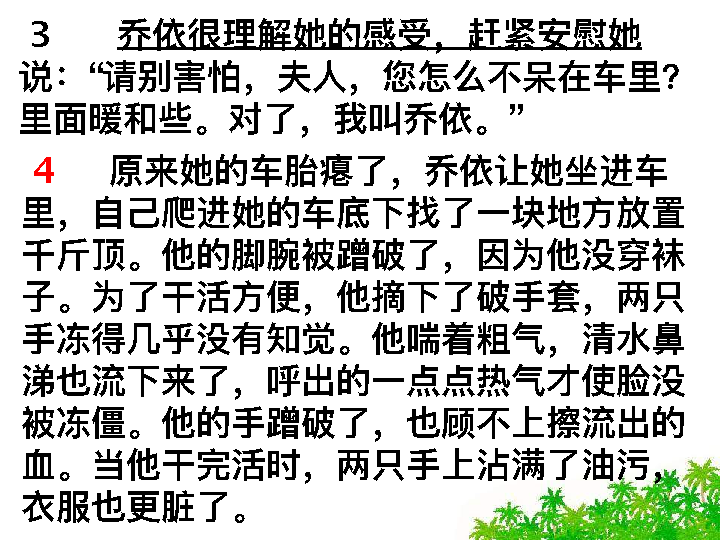 3 乔依很理解她的感受，赶紧安慰她
说：“请别害怕，夫人，您怎么不呆在车里？
里面暖和些。对了，我叫乔依。”
4 原来她的车胎瘪了，乔依让她坐进车
里，自己爬进她的车底下找了一块地方放置
千斤顶。他的脚腕被蹭破了，因为他没穿袜
子。为了干活方便，他摘下了破手套，两只
手冻得几乎没有知觉。他喘着粗气，清水鼻
涕也流下来了，呼出的一点点热气才使脸没
被冻僵。他的手蹭破了，也顾不上擦流出的
血。当他干完活时，两只手上沾满了油污，
衣服也更脏了。